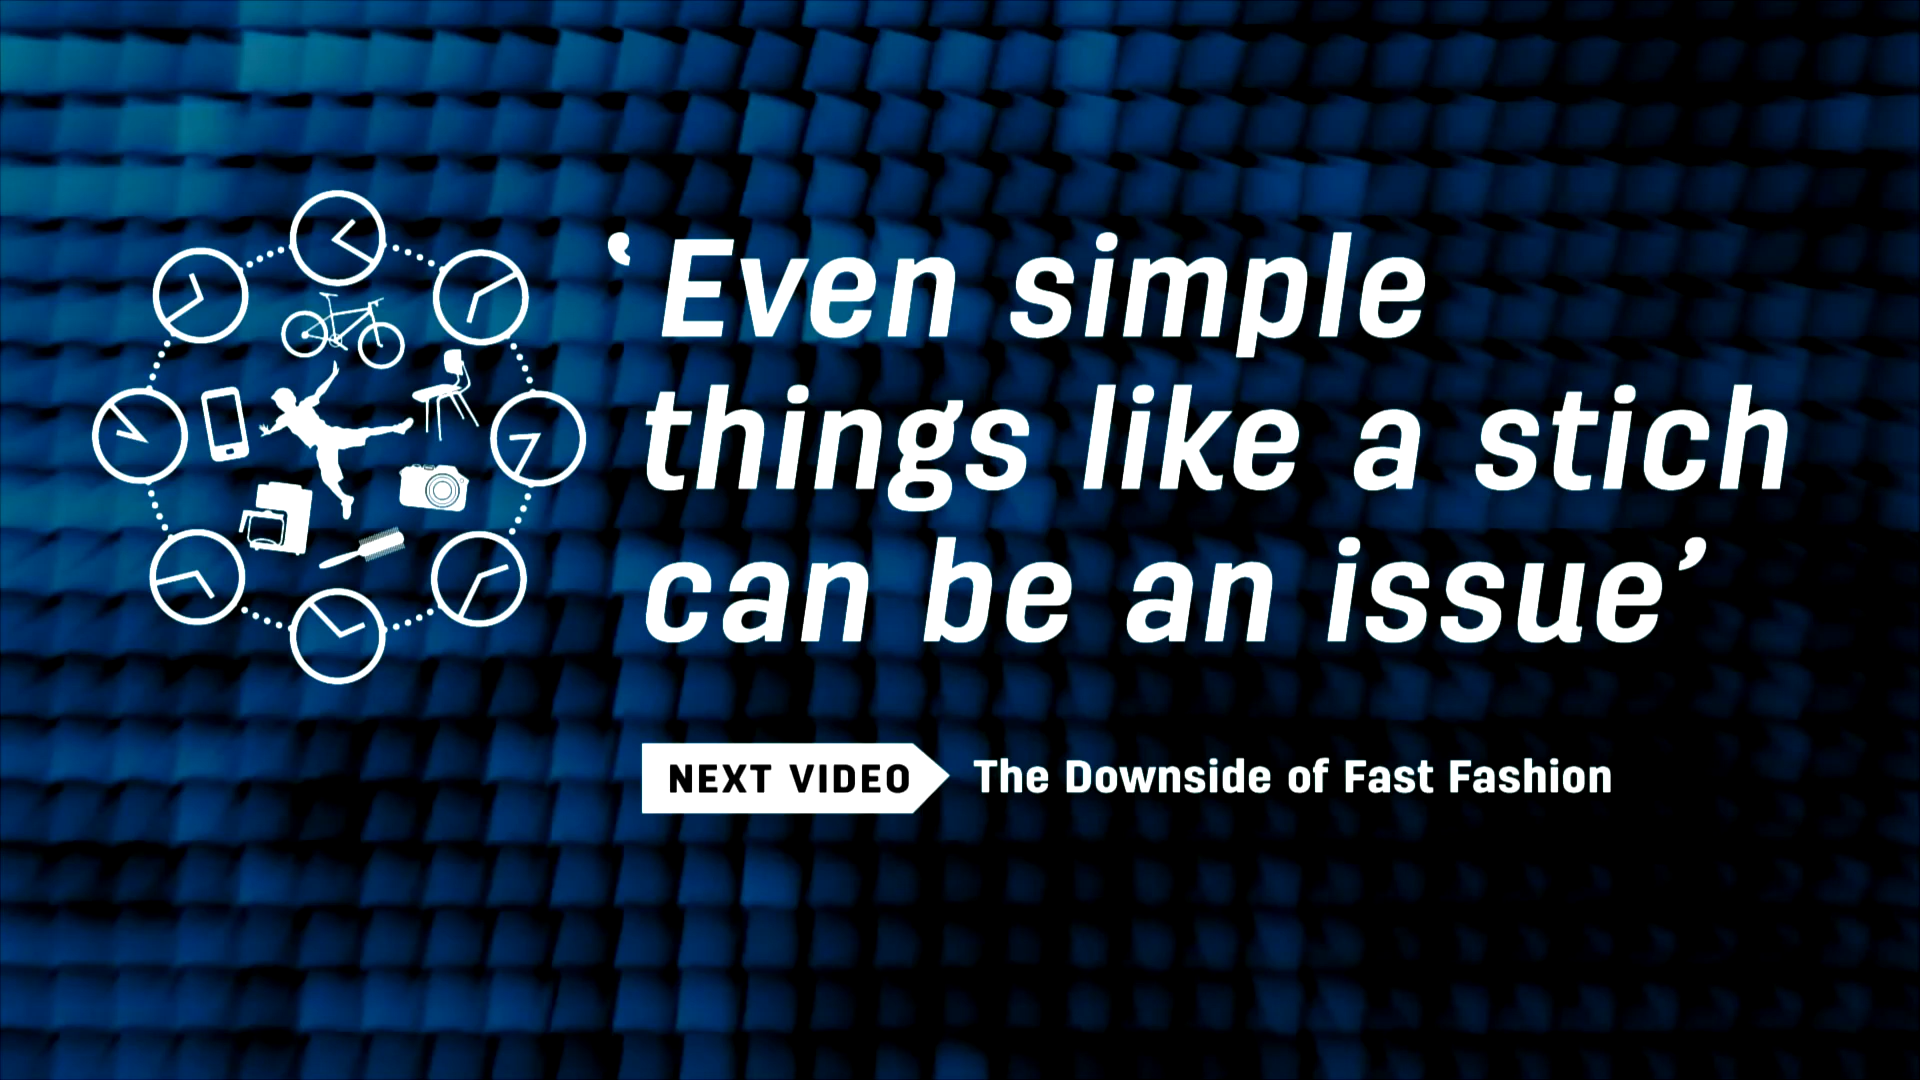 ‘Even simple
things like a stich
can be an issue’
NEXT VIDEO The Downside of Fast Fashion